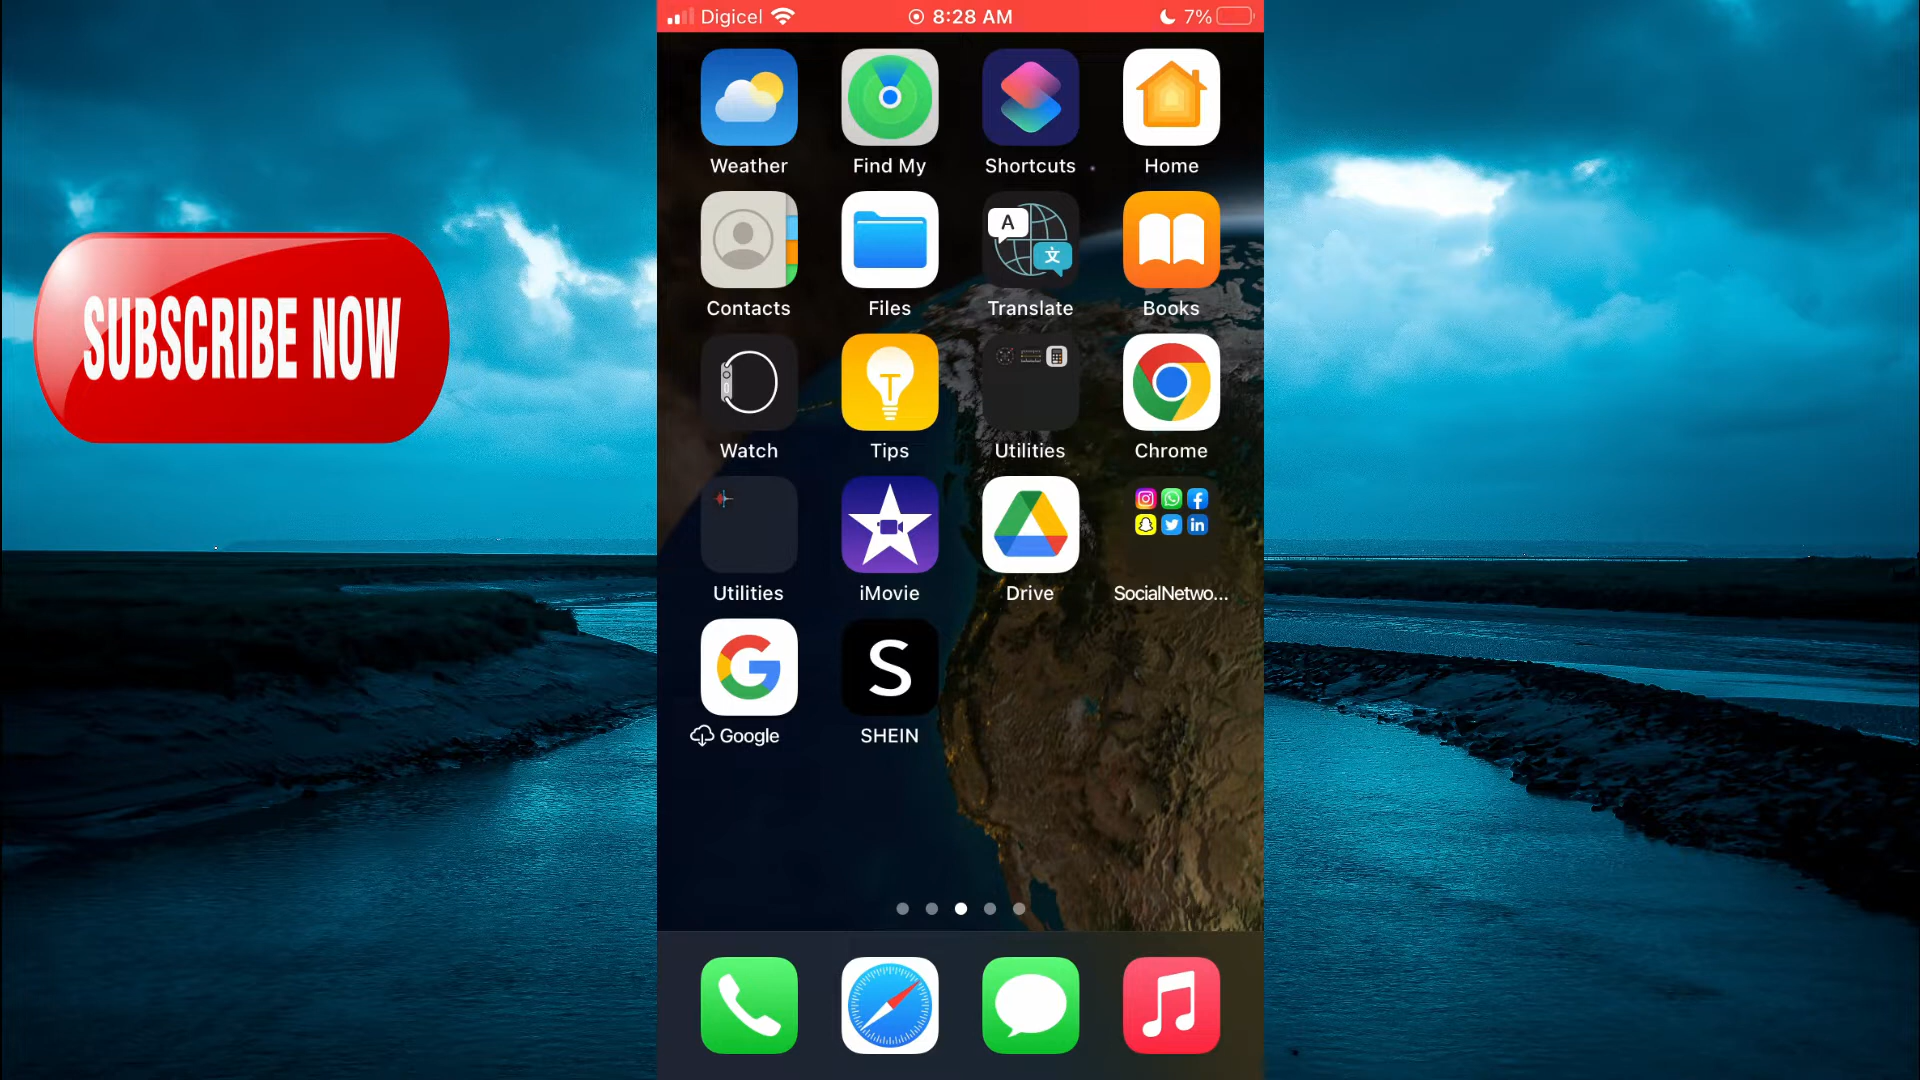 Digicel 8:28 AM 7%
Weather Find My Shortcuts Home
SUBSCRIBE NOW
A
文
Contacts Files Translate Books
Watch Tips Utilities Chrome
Utilities iMovie Drive SocialNetwo...
S
Google SHEIN